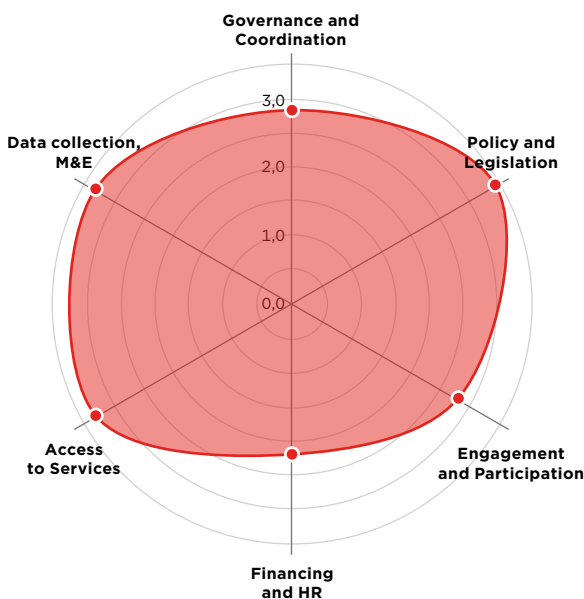 Governance and
Coordination
3,0
Data collection,
M&E
Policy and
Legislation
2,0
1,0
0,0
Access
to Services
Engagement
and Participation
Financing
and HR